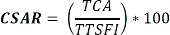 CSAR = (TCA / TTSFI) * 100